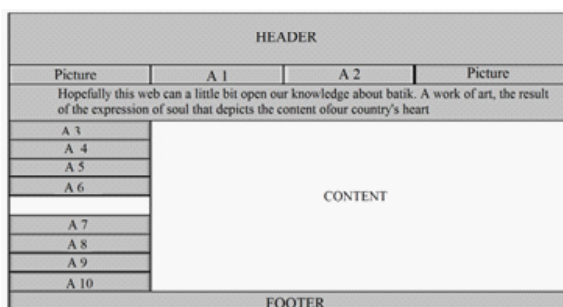 HEADER
Picture A 1 A 2 Picture
Hopefully this web can a little bit open our knowledge about batik. A work of art, the result
of the expression of soul that depicts the content ofour country's heart
A 3
A 4
A 5
A 6
CONTENT
A 7
A 8
A 9
A 10
FOOTER